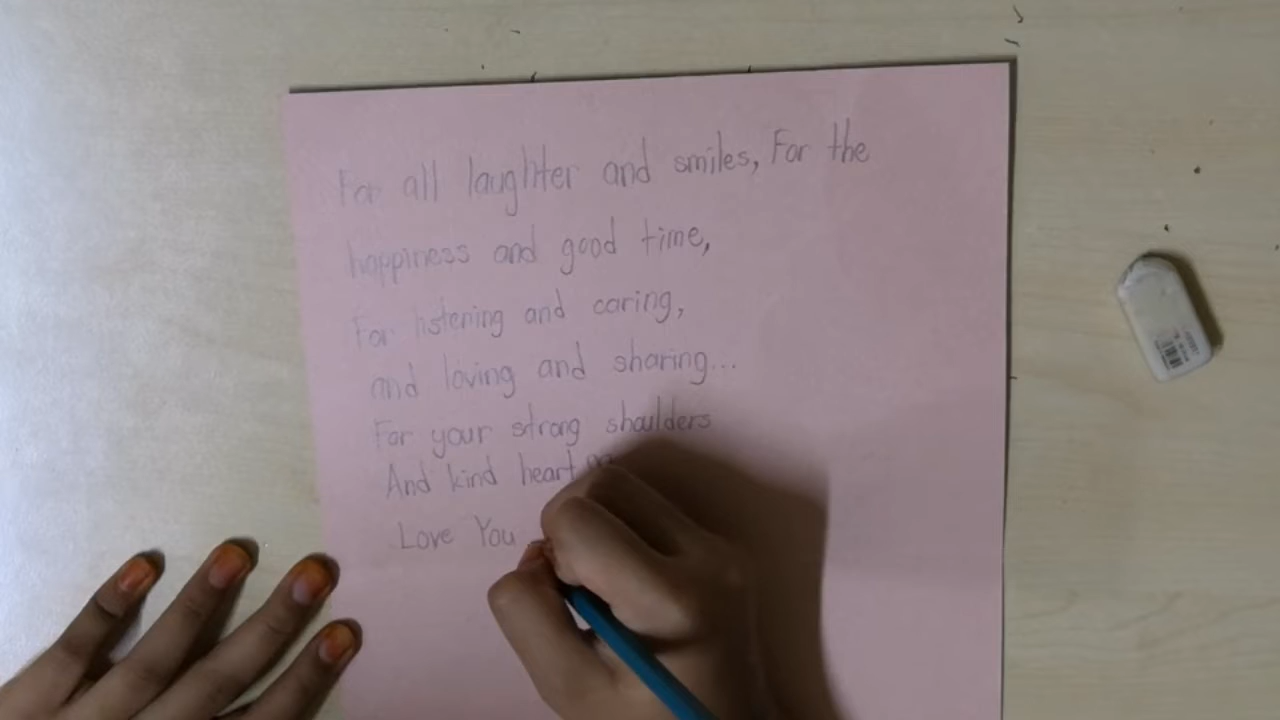 For all laughter and smiles, For the
happiness and good time,
For listening and caring,
and loving and sharing...
For your strong shoulders
And kind heart
Love You